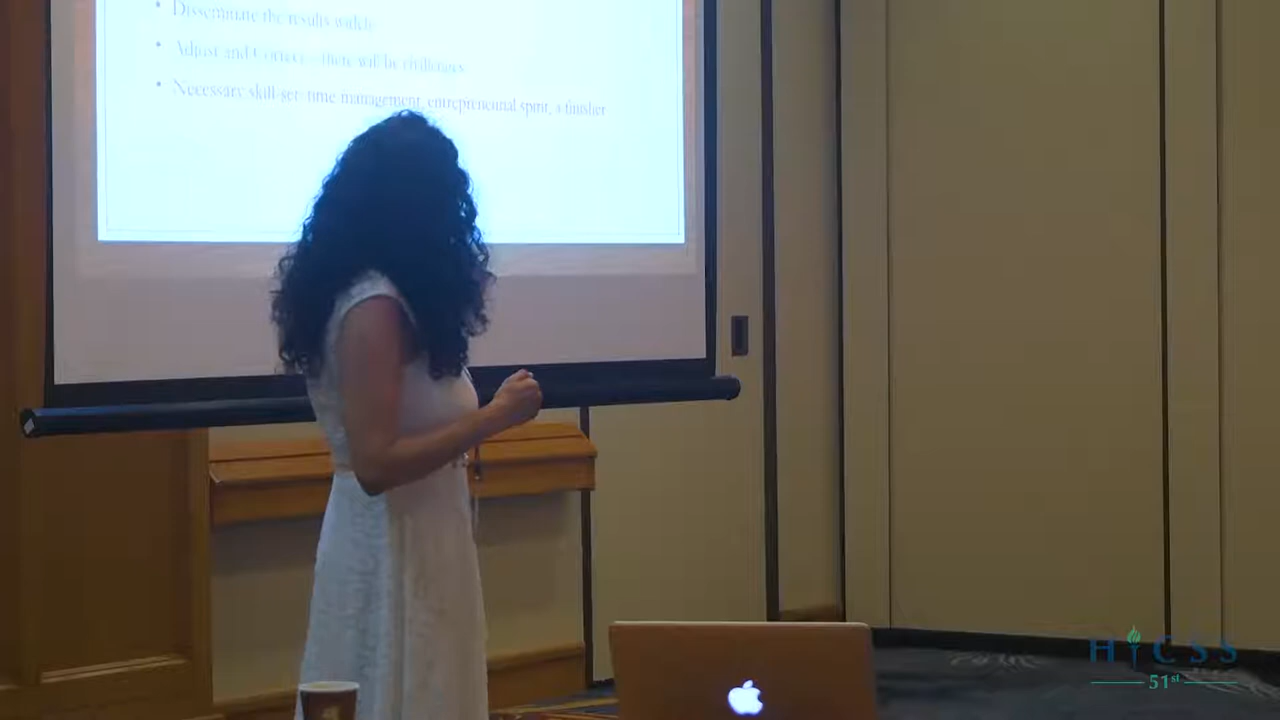 • Disseminate the results widely
• Adjust and Correct – there will be challenges
• Necessary skill-set: time management, entrepreneurial spirit, a finisher
HICSS
51st